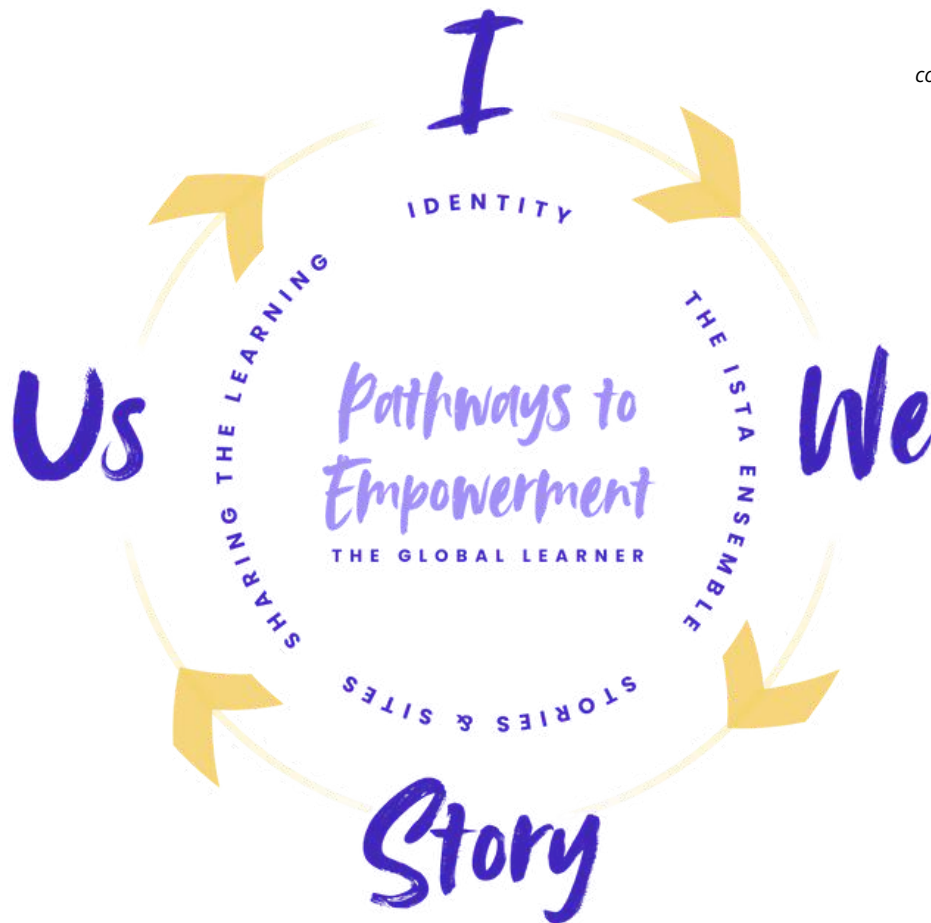 I
IDENTITY
THE ISTA ENSEMBLE
We
STORIES & SITES
Story
SHARING THE LEARNING
Us
Pathways to
Empowerment
THE GLOBAL LEARNER